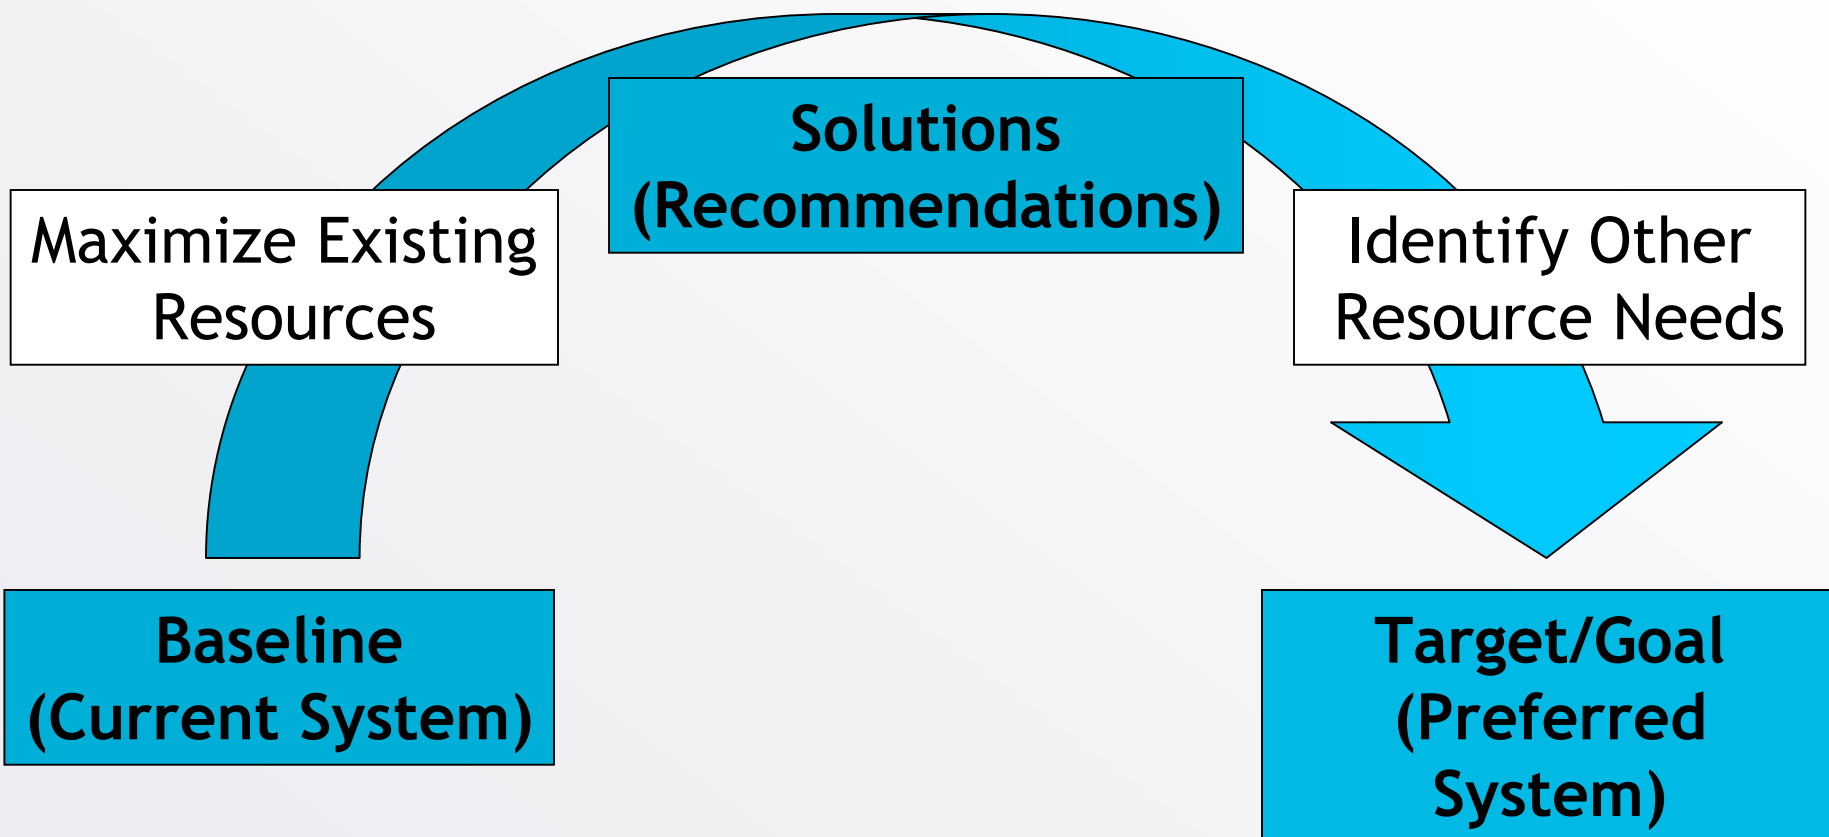 Solutions
(Recommendations)
Maximize Existing
Resources
Identify Other
Resource Needs
Baseline
(Current System)
Target/Goal
(Preferred
System)